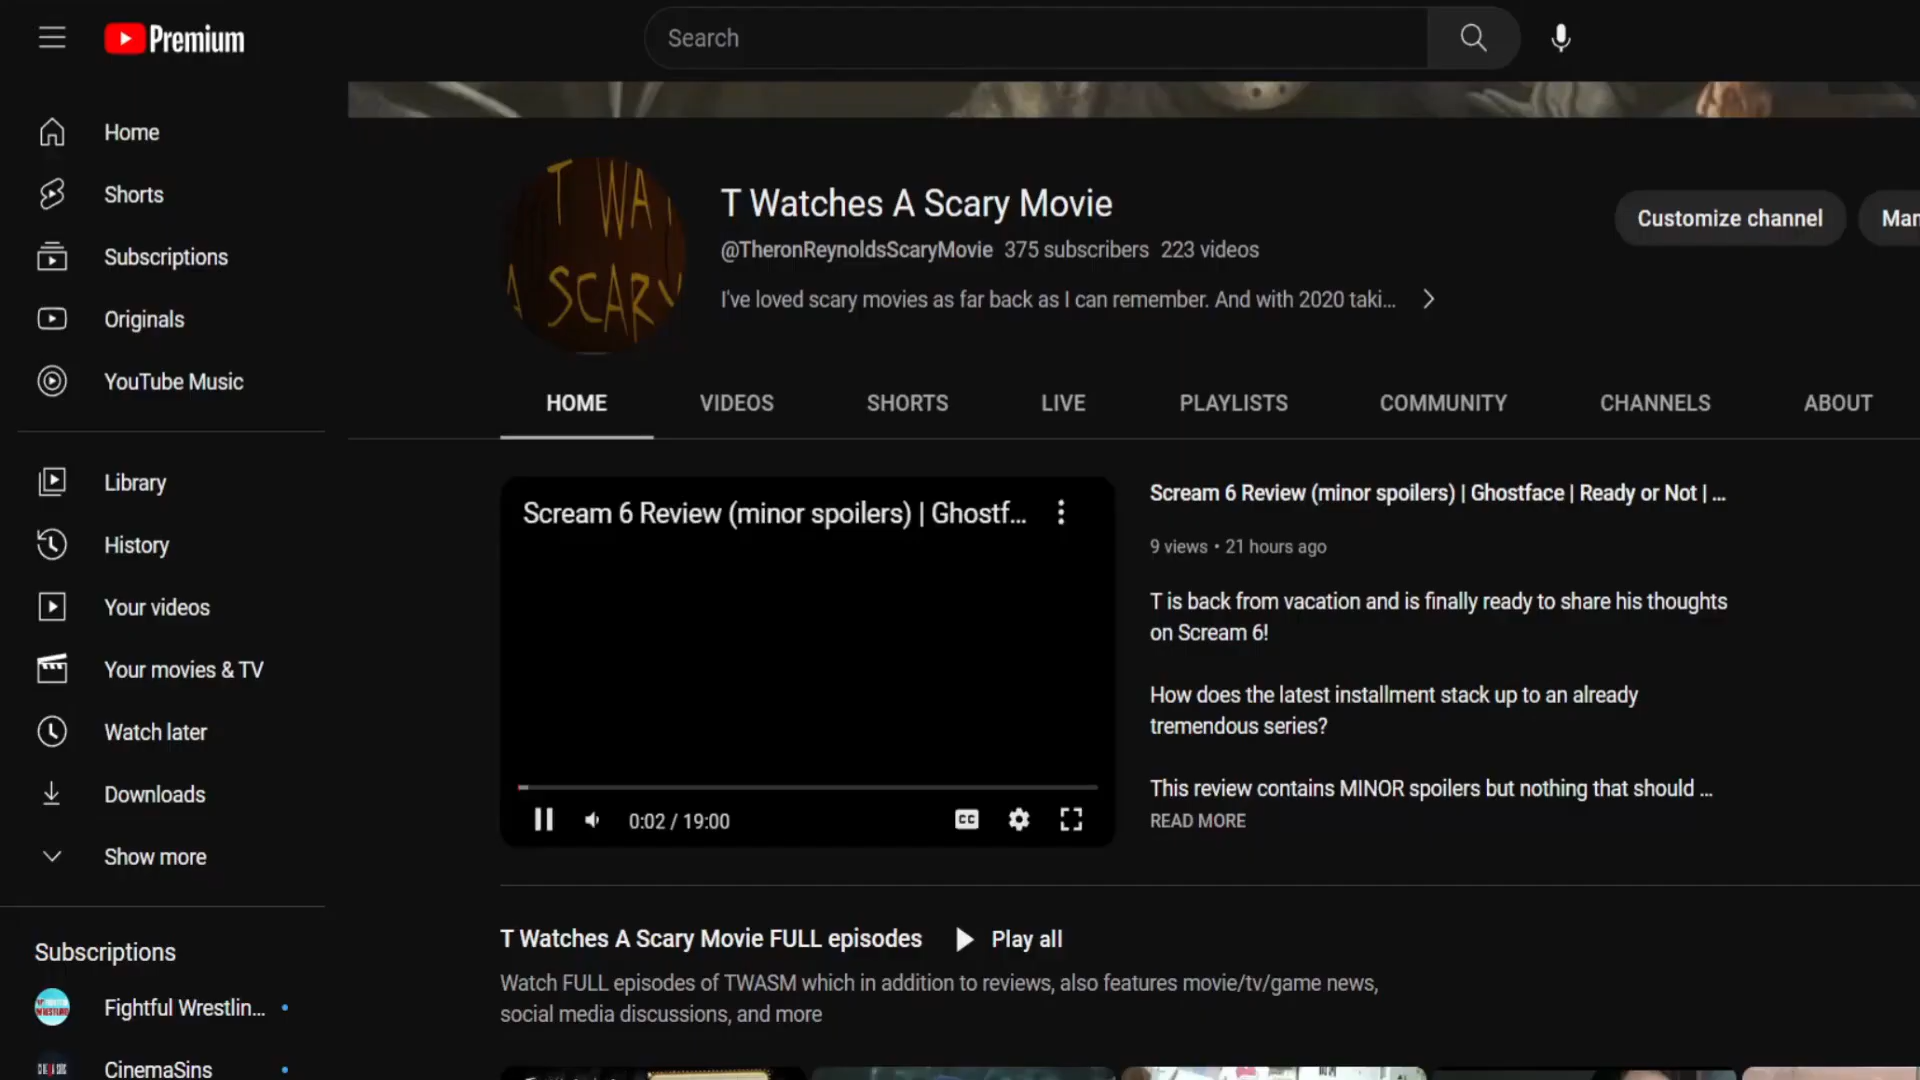 Premium
Search
Home
Shorts
Subscriptions
Originals
YouTube Music
Library
History
Your videos
Your movies & TV
Watch later
Downloads
Show more
Subscriptions
Fightful Wrestlin...
CinemaSins
T WA
A SCARY
T Watches A Scary Movie
@TheronReynoldsScaryMovie 375 subscribers 223 videos
I've loved scary movies as far back as I can remember. And with 2020 taki...
Customize channel
Man
HOME VIDEOS SHORTS LIVE PLAYLISTS COMMUNITY CHANNELS ABOUT
Scream 6 Review (minor spoilers) | Ghostf...
CC
0:02 / 19:00
Scream 6 Review (minor spoilers) | Ghostface | Ready or Not | ...
9 views • 21 hours ago
T is back from vacation and is finally ready to share his thoughts
on Scream 6!
How does the latest installment stack up to an already
tremendous series?
This review contains MINOR spoilers but nothing that should ...
READ MORE
T Watches A Scary Movie FULL episodes
Play all
Watch FULL episodes of TWASM which in addition to reviews, also features movie/tv/game news,
social media discussions, and more